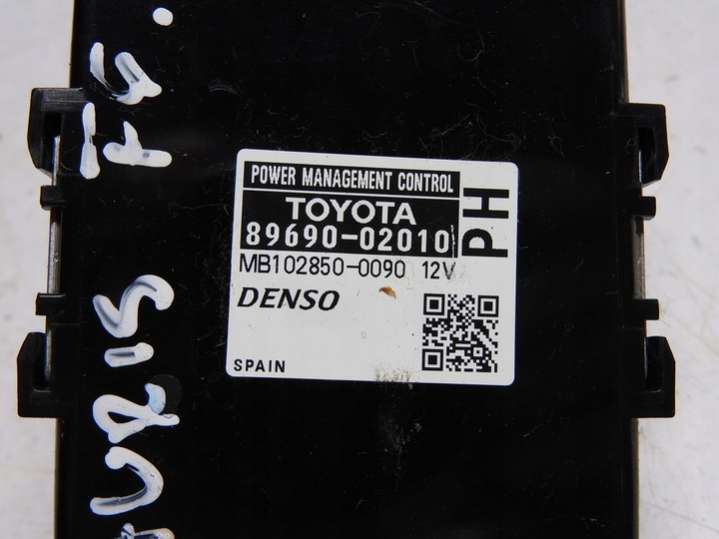 POWER MANAGEMENT CONTROL
TOYOTA
89690-02010
PH
MB102850-0090 12V
DENSO
SPAIN